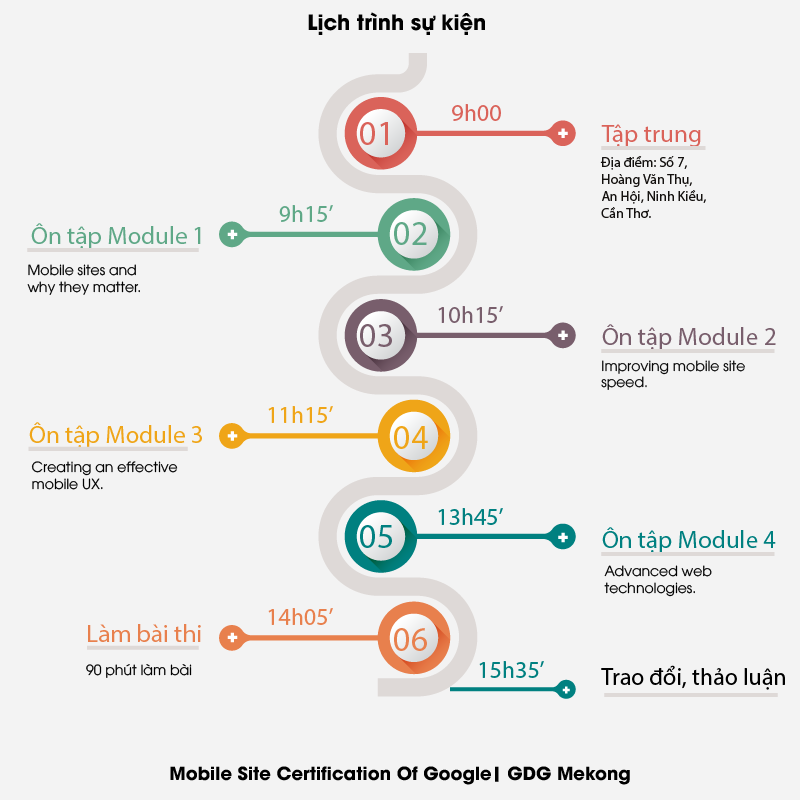 Lịch trình sự kiện
01
9h00
Tập trung
Địa điểm: Số 7,
Hoàng Văn Thụ,
An Hội, Ninh Kiều,
Cần Thơ.
Ôn tập Module 1
9h15’
02
Mobile sites and
why they matter.
03
10h15’
Ôn tập Module 2
Improving mobile site
speed.
Ôn tập Module 3
11h15’
04
Creating an effective
mobile UX.
05
13h45’
Ôn tập Module 4
Advanced web
technologies.
Làm bài thi
14h05’
06
90 phút làm bài
15h35’
Trao đổi, thảo luận
Mobile Site Certification Of Google| GDG Mekong